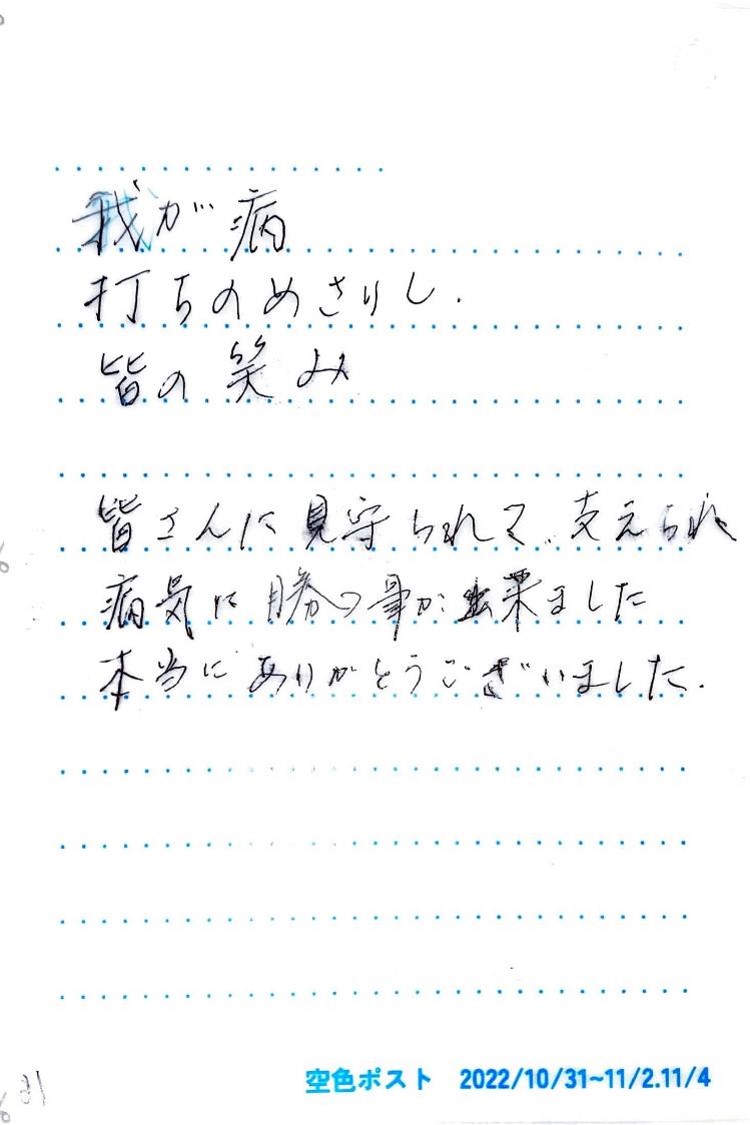 我が病
打ちのめさりし.
皆の笑み
皆さんに見守られて、支えられ
病気に勝つ事が出来ました
本当にありがとうございました.
空色ポスト 2022/10/31~11/2.11/4